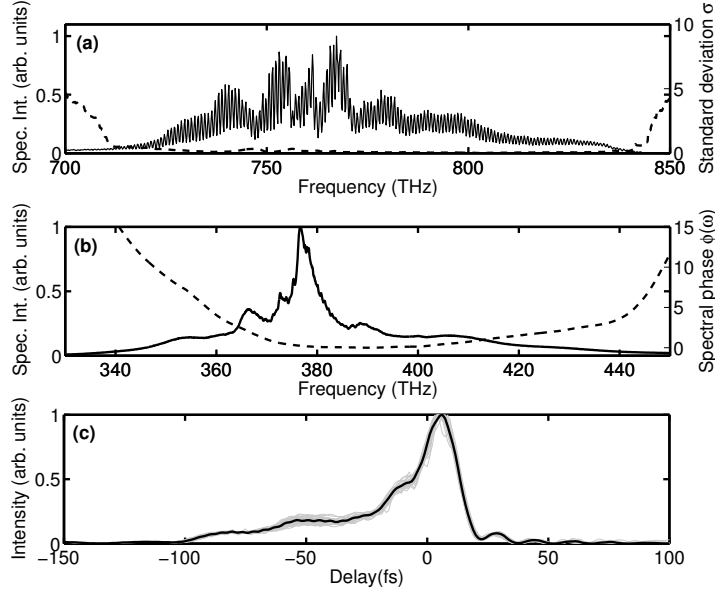 (a)
Spec. Int. (arb. units)
1
0.5
0
10
5
0
Standard deviation σ
700
750
800
850
Frequency (THz)
(b)
Spec. Int. (arb. units)
1
0.5
0
15
10
5
0
Spectral phase ϕ(ω)
340
360
380
400
420
440
Frequency (THz)
(c)
Intensity (arb. units)
1
0.5
0
−150
−100
−50
0
50
100
Delay(fs)